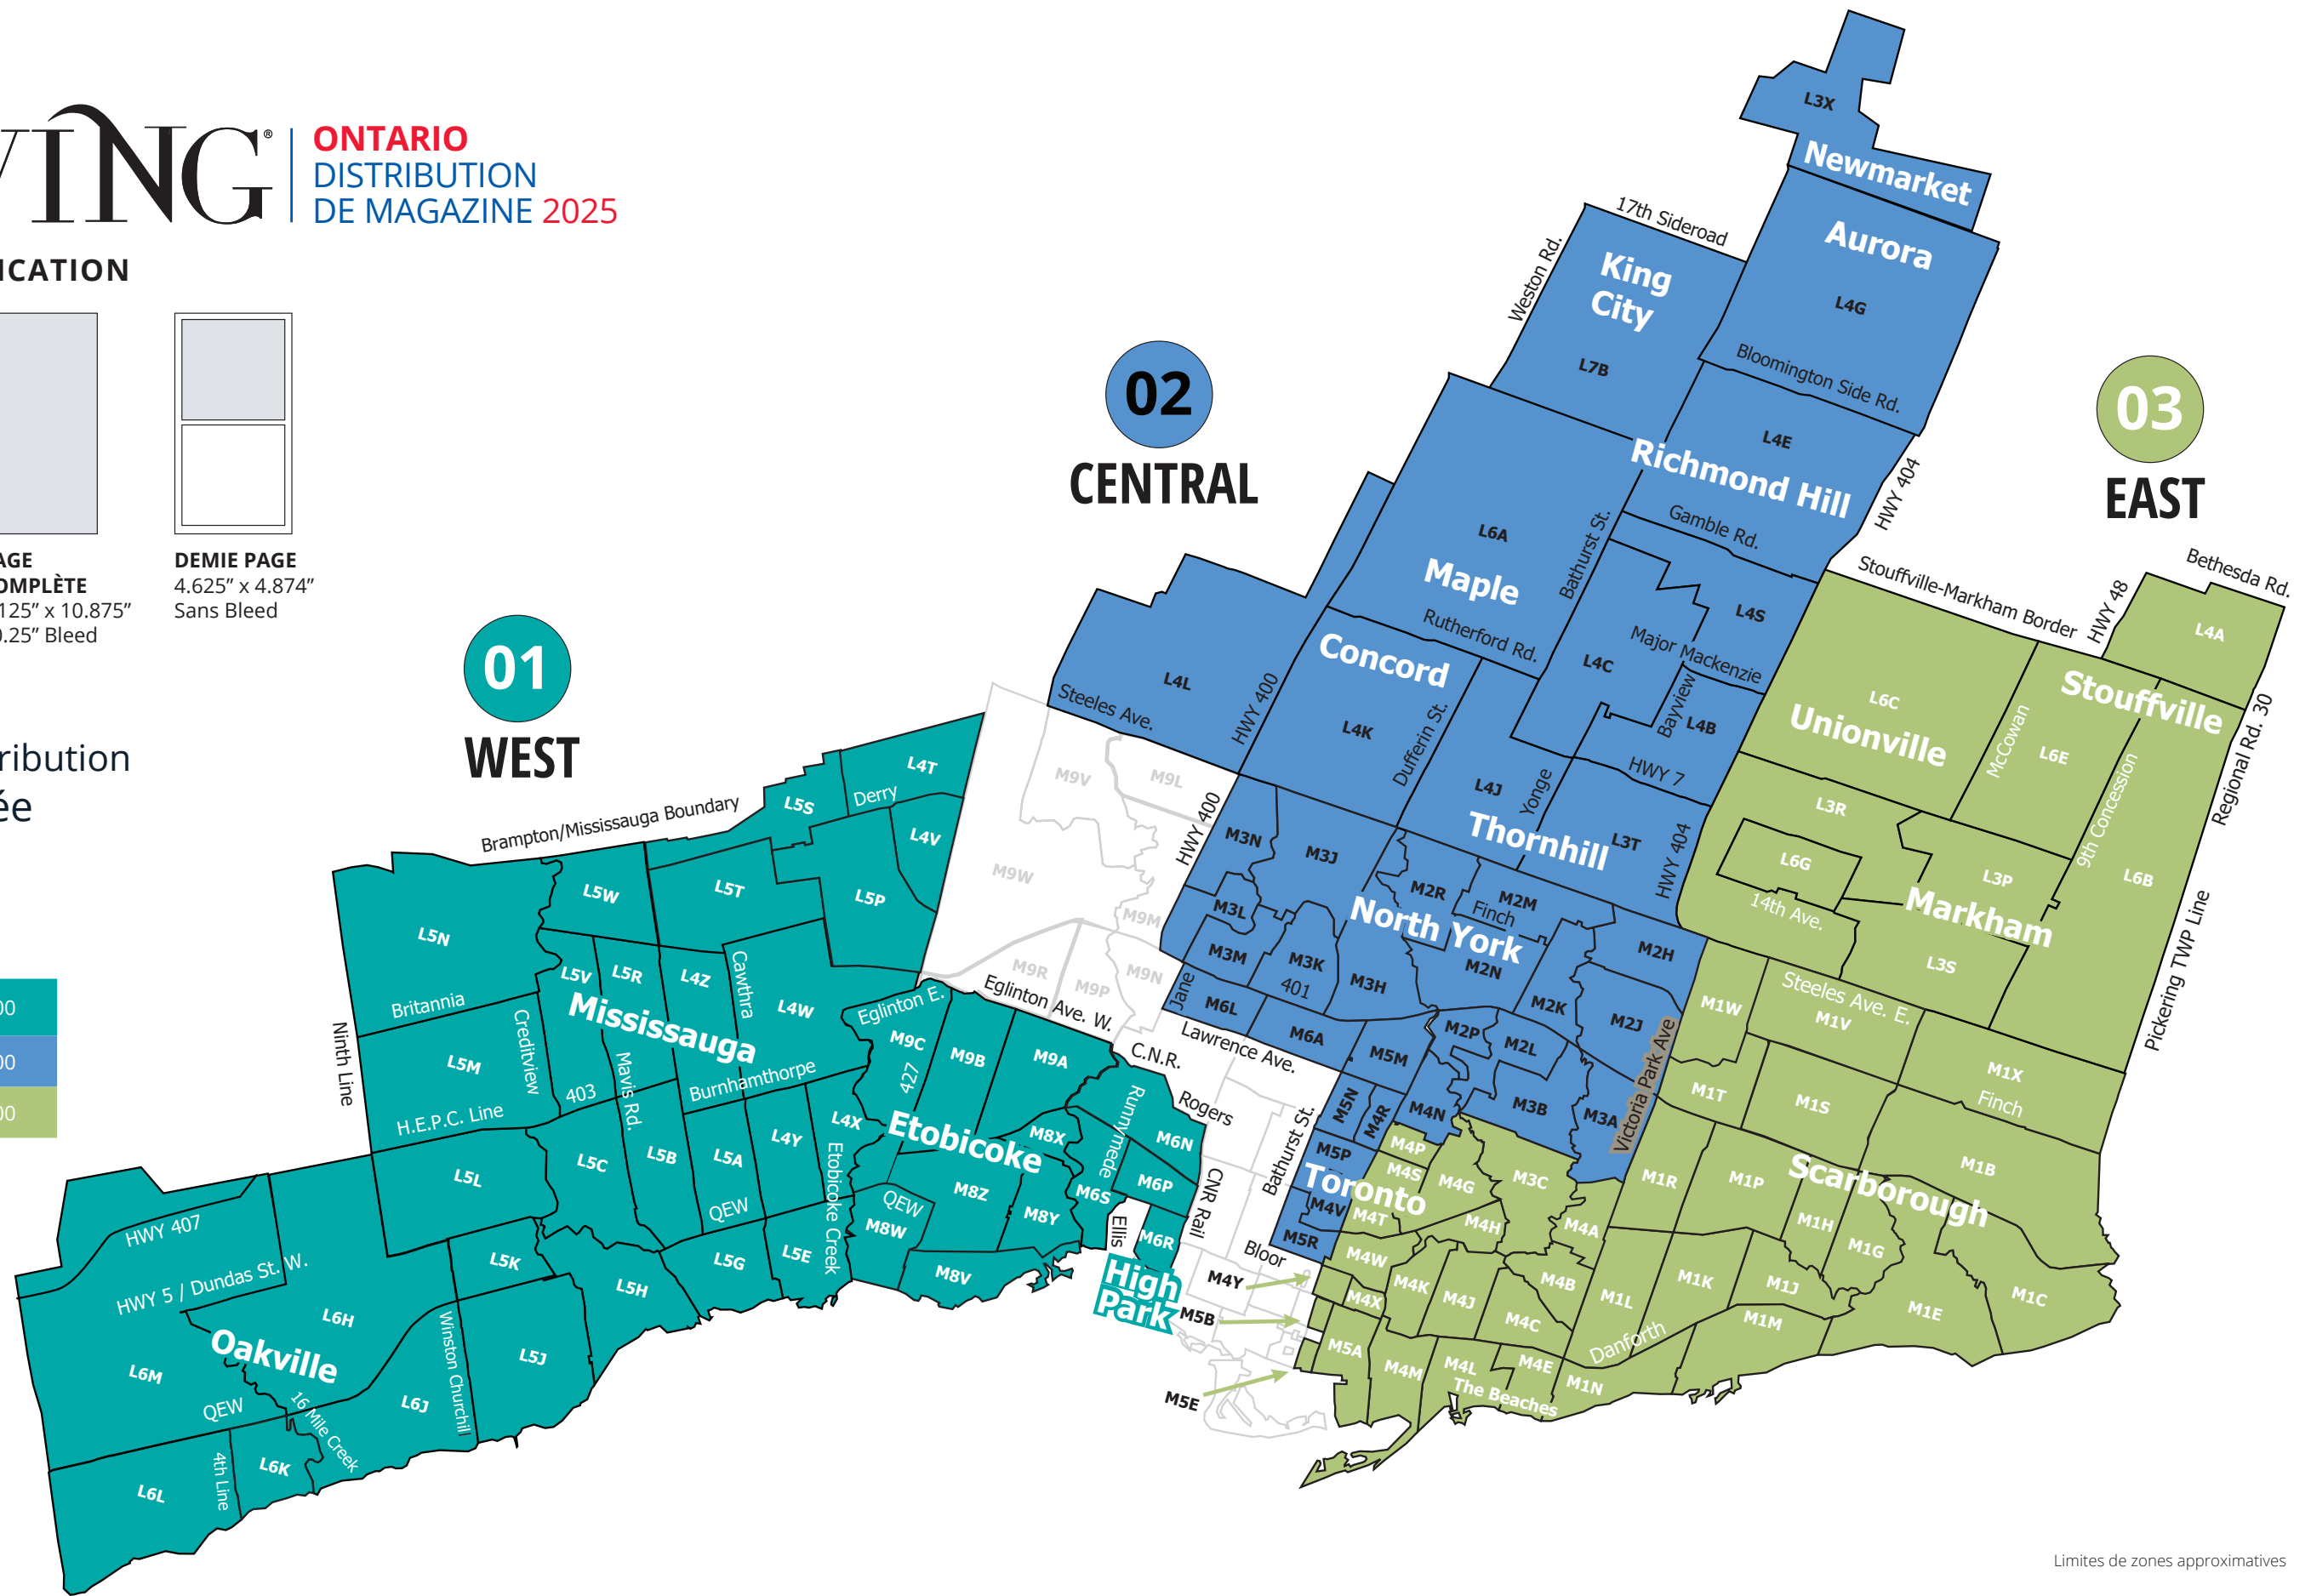 VING®
ONTARIO
DISTRIBUTION
DE MAGAZINE 2025
ICATION
AGE
OMPLÈTE
.125” x 10.875”
0.25” Bleed
DEMIE PAGE
4.625” x 4.874”
Sans Bleed
ribution
ée
00
00
00
01
WEST
02
CENTRAL
03
EAST
L3X
Newmarket
17th Sideroad
Weston Rd.
King
City
L7B
Aurora
L4G
Bloomington Side Rd.
L4E
Richmond Hill
HWY 404
Gamble Rd.
L6A
Maple
Bathurst St.
Rutherford Rd.
L4S
Major Mackenzie
L4C
Bayview
L4B
HWY 7
Concord
L4K
Dufferin St.
HWY 400
L4L
Steeles Ave.
L4J
Yonge
Thornhill
L3T
HWY 404
HWY 400
M3N
M3J
M3L
M3M
M3K
401
M3H
M2R
M2M
Finch
North York
M2N
M2H
M2K
M2J
Victoria Park Ave
Jane
M6L
M6A
Lawrence Ave.
M5M
M2P
M2L
M3B
M3A
M5N
M4R
M4N
M5P
Toronto
M4V
M5R
Bathurst St.
Bloor
Stouffville-Markham Border
HWY 48
Bethesda Rd.
L4A
Stouffville
L6C
Unionville
McCowan
L6E
9th Concession
Regional Rd. 30
L6B
L3R
L6G
14th Ave.
L3P
Markham
L3S
Pickering TWP Line
Steeles Ave. E.
M1W
M1V
M1X
Finch
M1T
M1S
M1B
M1R
M1P
Scarborough
M1H
M1G
M1K
M1J
M1L
M1M
M1E
M1C
Danforth
M1N
M4P
M4S
M4G
M3C
M4T
M4H
M4A
M4W
M4K
M4J
M4B
M4X
M4C
M5A
M4M
M4L
M4E
The Beaches
M4Y
M5B
M5E
M9V
M9L
M9W
M9M
M9R
M9P
M9N
Eglinton Ave. W.
C.N.R.
Rogers
CNR Rail
Ellis
High
Park
Brampton/Mississauga Boundary
L4T
L5S
Derry
L4V
L5W
L5T
L5P
L5N
Britannia
L5V
L5R
L4Z
Cawthra
L4W
Mississauga
Creditview
Ninth Line
L5M
403
Mavis Rd.
Burnhamthorpe
H.E.P.C. Line
L5L
L5C
L5B
L5A
L4Y
L4X
QEW
Etobicoke Creek
L5K
L5H
L5G
L5E
L5J
Winston Churchill
Eglinton E.
M9C
427
M9B
M9A
Etobicoke
M8X
Runnymede
M6N
M6P
M6S
M6R
M8Z
M8Y
QEW
M8W
M8V
HWY 407
HWY 5 / Dundas St. W.
L6H
Oakville
L6M
QEW
16 Mile Creek
L6J
L6K
4th Line
L6L
Limites de zones approximatives